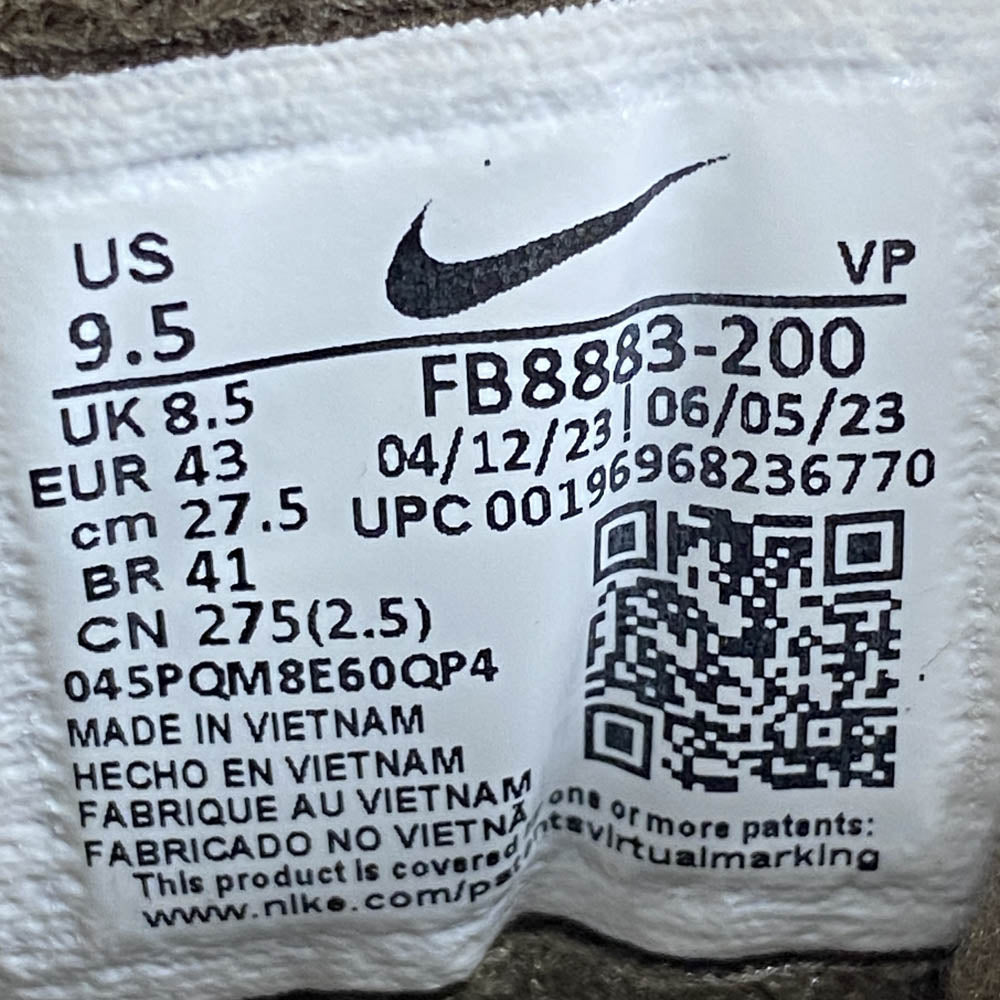 US
VP
9.5
FB8883-200
UK 8.5
04/12/23 | 06/05/23
EUR 43
UPC 00196968236770
cm 27.5
BR 41
CN 275(2.5)
045PQM8E60QP4
MADE IN VIETNAM
HECHO EN VIETNAM
FABRIQUE AU VIETNAM
FABRICADO NO VIETNÃ
This product is covered one or more patents:
www.nike.com/patentsvirtualmarking